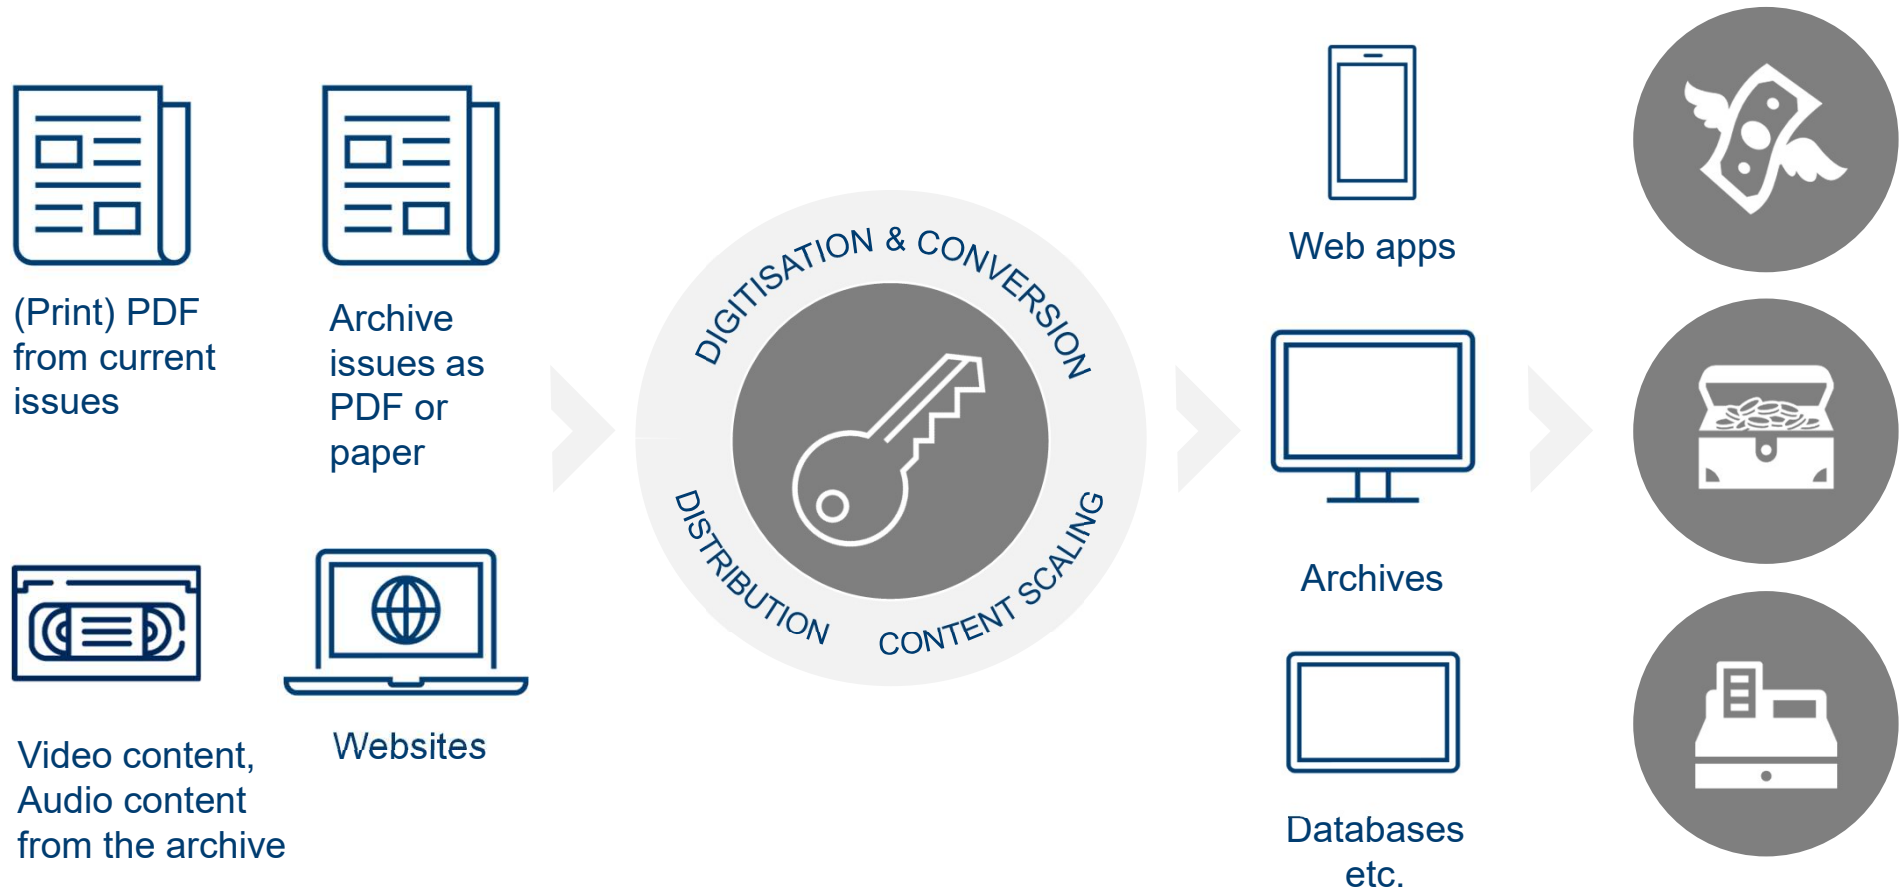 (Print) PDF
from current
issues
Archive
issues as
PDF or
paper
Video content,
Audio content
from the archive
Websites
DIGITISATION & CONVERSION
DISTRIBUTION
CONTENT SCALING
Web apps
Archives
Databases
etc.